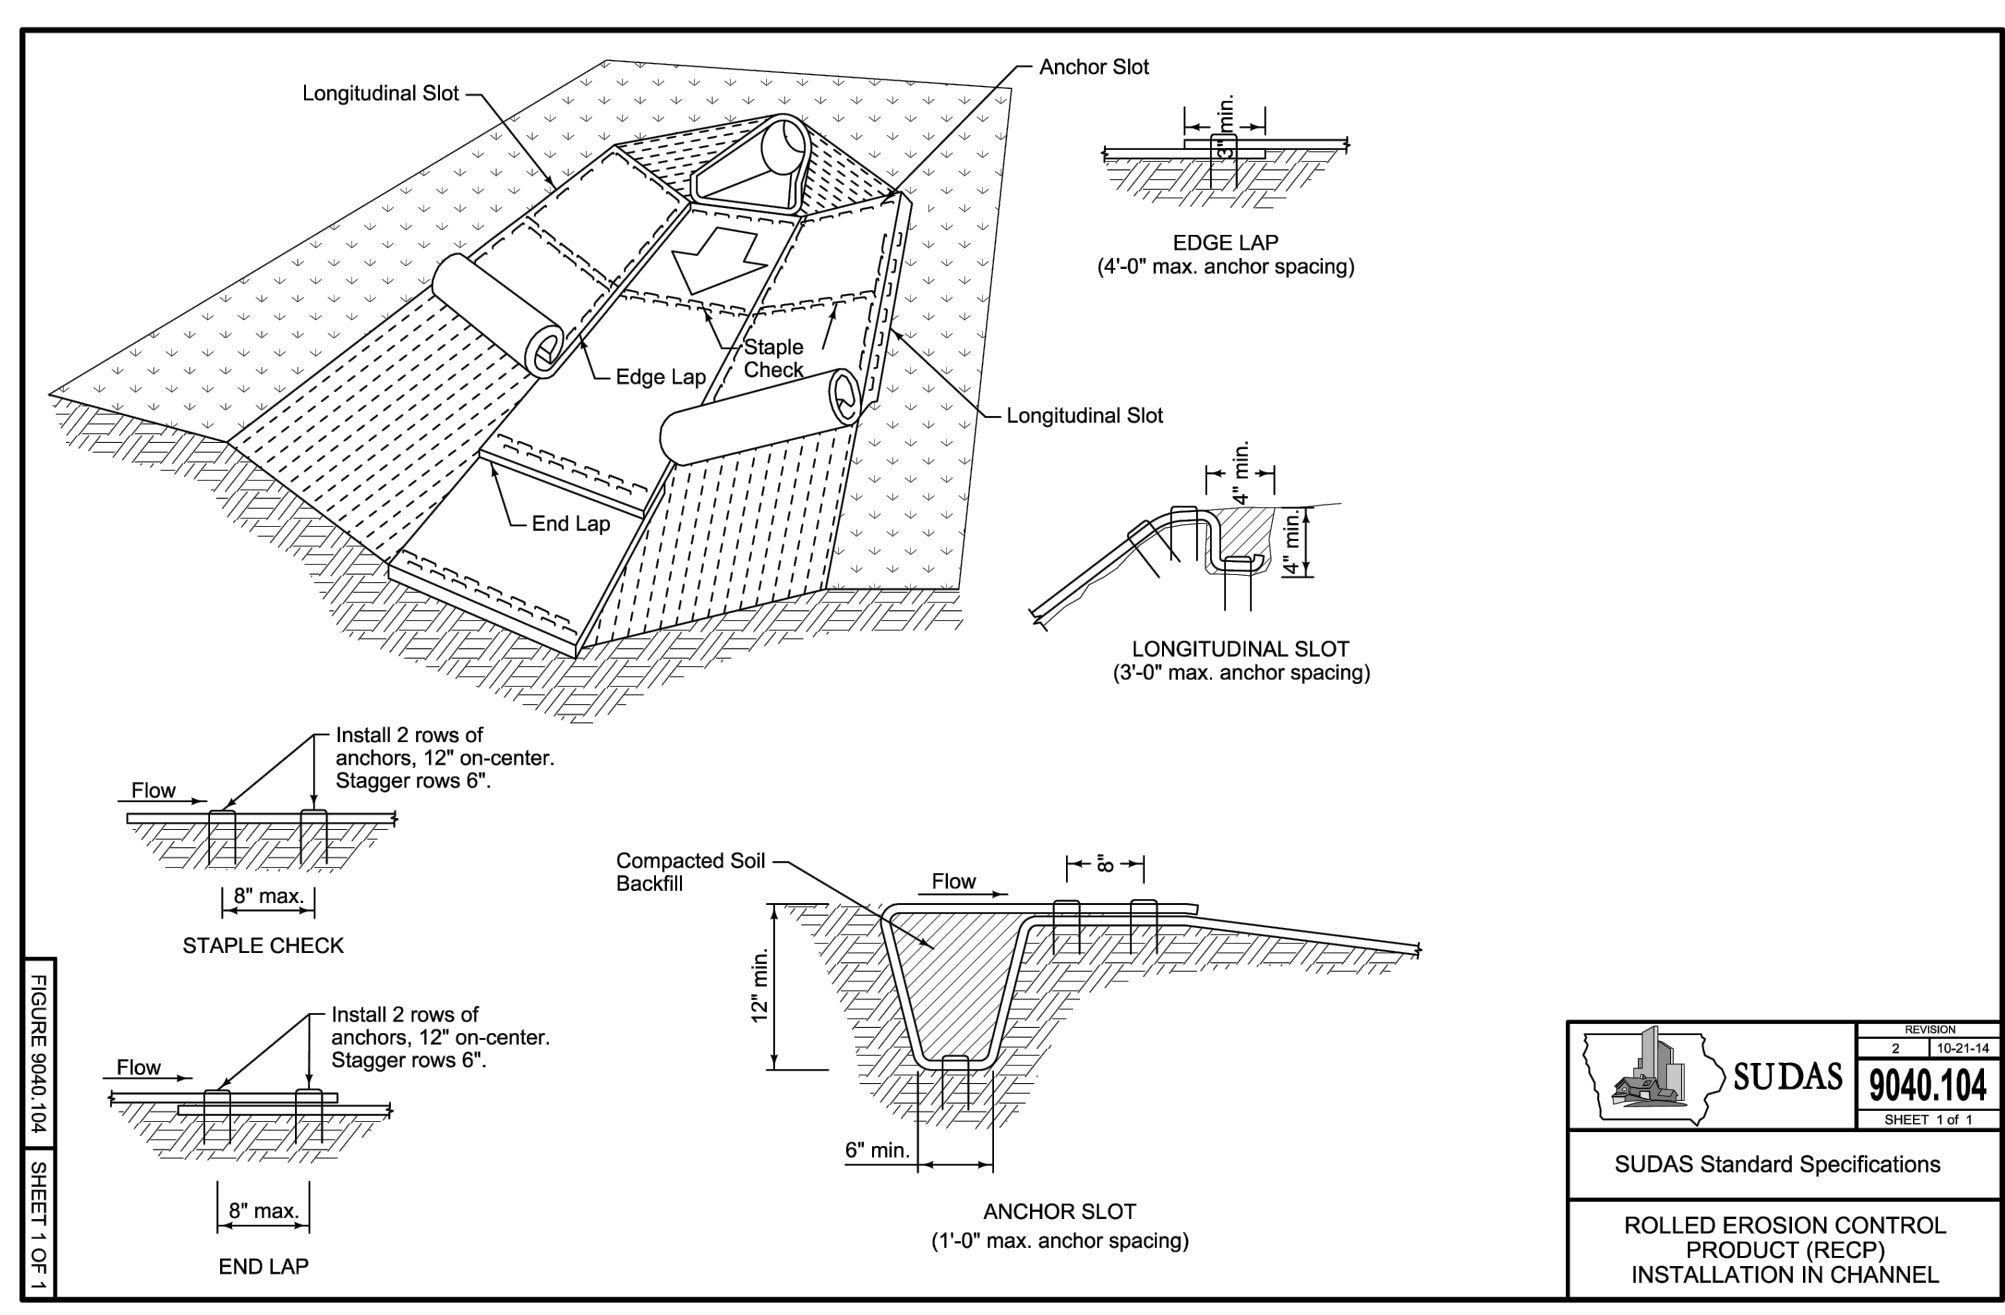 Longitudinal Slot
Anchor Slot
3" min.
EDGE LAP
(4'-0" max. anchor spacing)
Staple
Check
Edge Lap
Longitudinal Slot
End Lap
4" min.
4" min.
LONGITUDINAL SLOT
(3'-0" max. anchor spacing)
Install 2 rows of
anchors, 12" on-center.
Stagger rows 6".
Flow
8" max.
STAPLE CHECK
Compacted Soil
Backfill
Flow
8"
12" min.
6" min.
ANCHOR SLOT
(1'-0" max. anchor spacing)
Install 2 rows of
anchors, 12" on-center.
Stagger rows 6".
Flow
8" max.
END LAP
FIGURE 9040.104
SHEET 1 OF 1
SUDAS
REVISION
2
10-21-14
9040.104
SHEET 1 of 1
SUDAS Standard Specifications
ROLLED EROSION CONTROL
PRODUCT (RECP)
INSTALLATION IN CHANNEL